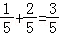 1/5 + 2/5 = 3/5